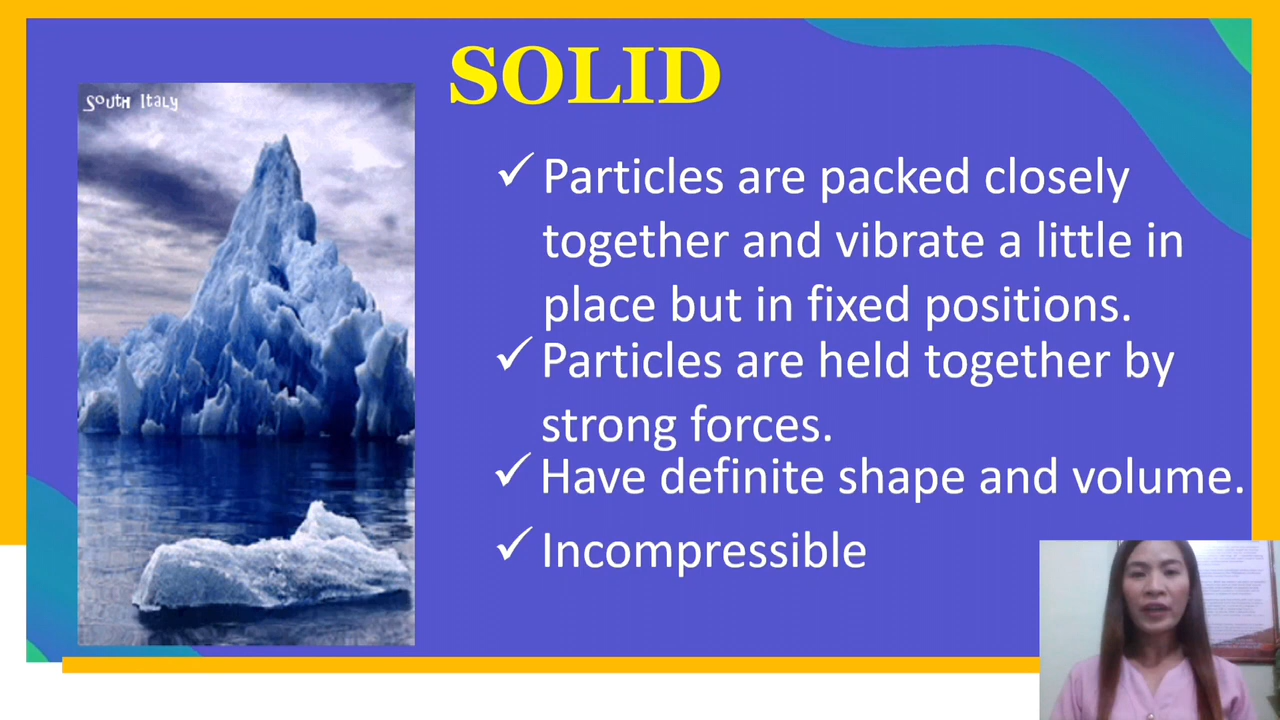 SOLID
South Italy
✓ Particles are packed closely
together and vibrate a little in
place but in fixed positions.
✓ Particles are held together by
strong forces.
✓ Have definite shape and volume.
✓ Incompressible